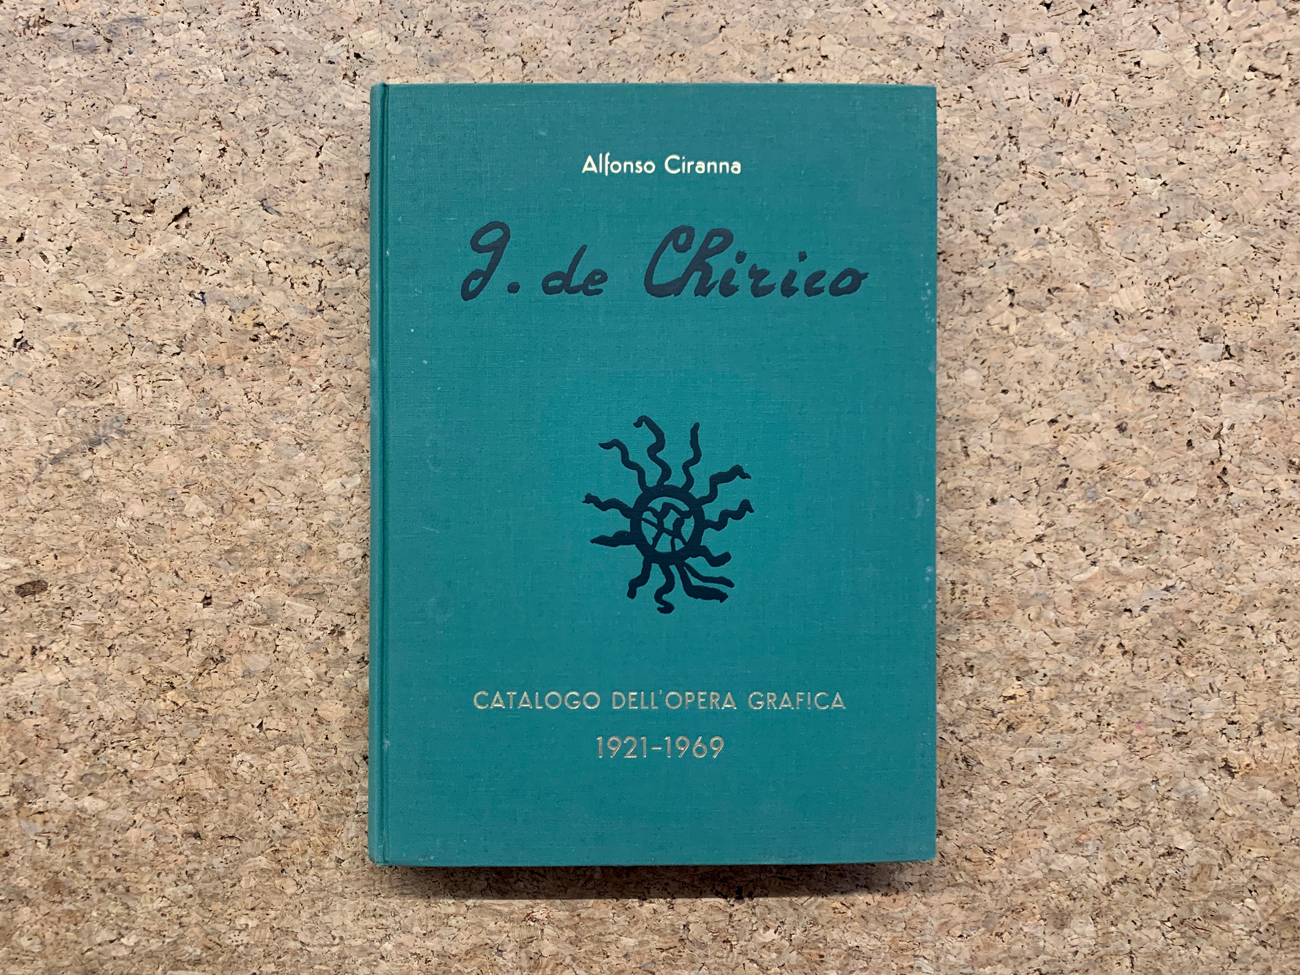 Alfonso Ciranna
g. de Chirico
CATALOGO DELL'OPERA GRAFICA
1921-1969